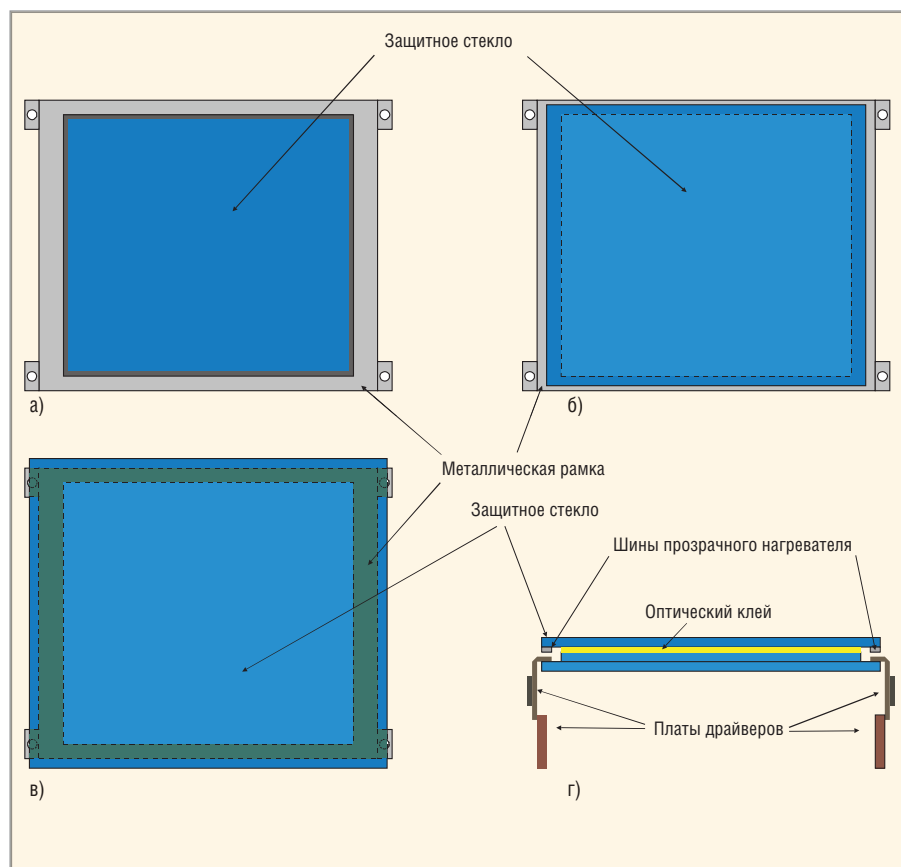 Защитное стекло
а)
б)
Металлическая рамка
Защитное стекло
Шины прозрачного нагревателя
Оптический клей
Платы драйверов
в)
г)